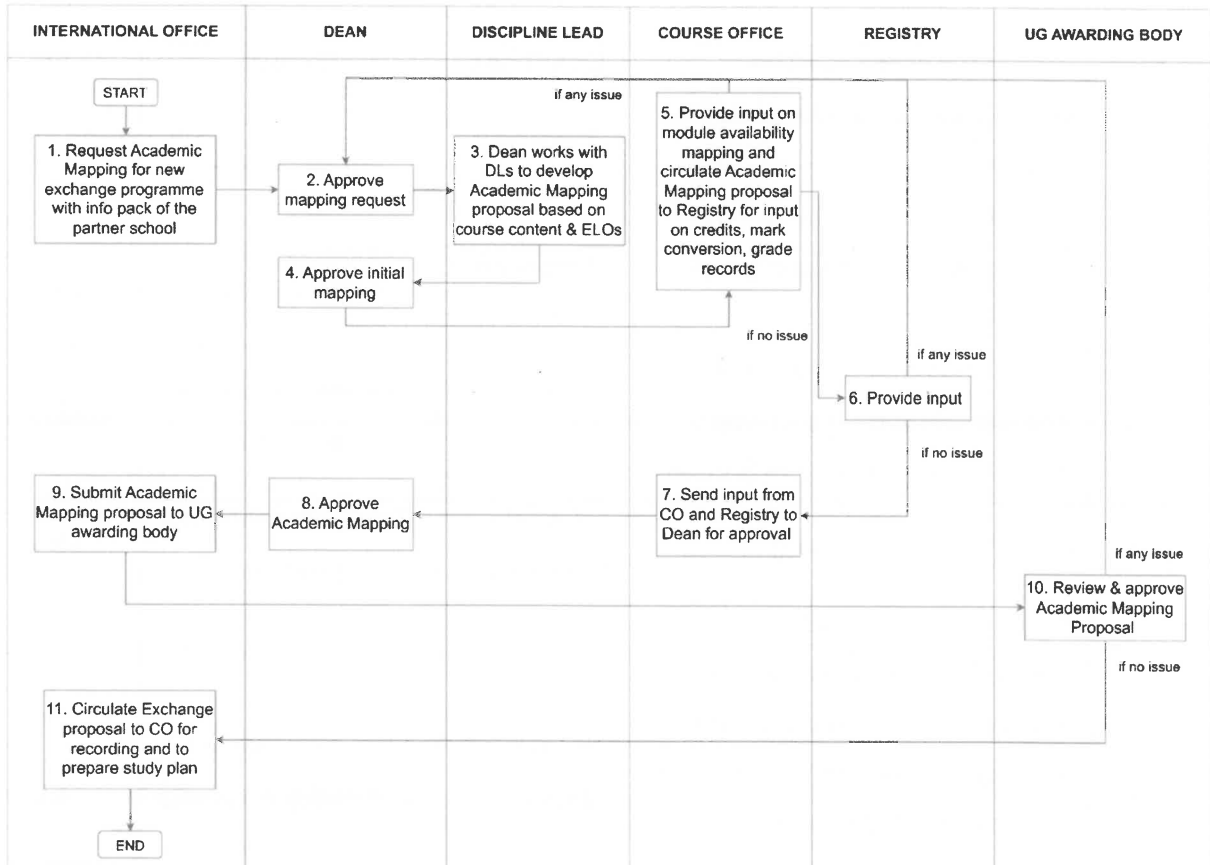 INTERNATIONAL OFFICE
DEAN
DISCIPLINE LEAD
COURSE OFFICE
REGISTRY
UG AWARDING BODY
START
1. Request Academic
Mapping for new
exchange programme
with info pack of the
partner school
2. Approve
mapping request
if any issue
3. Dean works with
DLs to develop
Academic Mapping
proposal based on
course content & ELOs
4. Approve initial
mapping
5. Provide input on
module availability
mapping and
circulate Academic
Mapping proposal
to Registry for input
on credits, mark
conversion, grade
records
if no issue
if any issue
6. Provide input
if no issue
7. Send input from
CO and Registry to
Dean for approval
8. Approve
Academic Mapping
9. Submit Academic
Mapping proposal to UG
awarding body
if any issue
10. Review & approve
Academic Mapping
Proposal
if no issue
11. Circulate Exchange
proposal to CO for
recording and to
prepare study plan
END